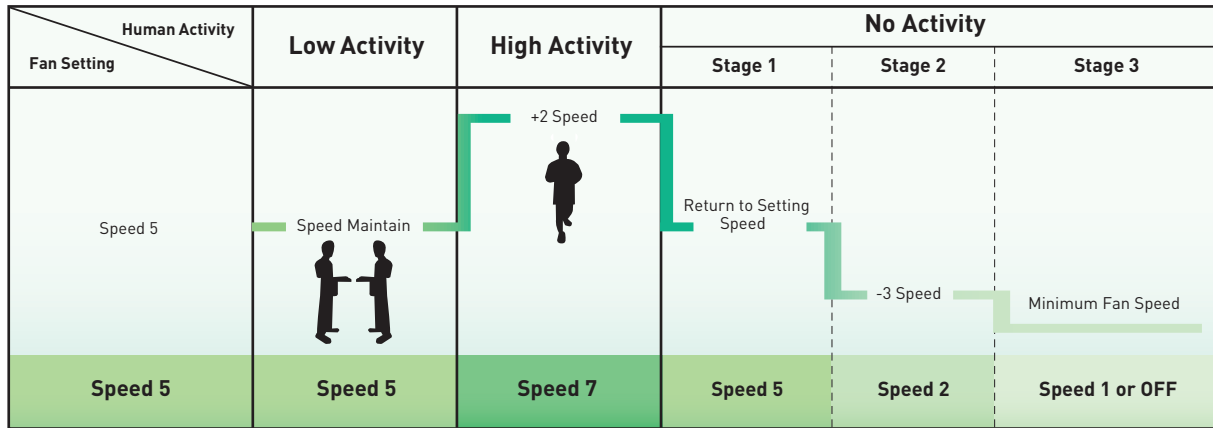 Human Activity
Fan Setting
Low Activity
High Activity
No Activity
Stage 1
Stage 2
Stage 3
+2 Speed
Speed 5
Speed Maintain
Return to Setting
Speed
-3 Speed
Minimum Fan Speed
Speed 5
Speed 5
Speed 7
Speed 5
Speed 2
Speed 1 or OFF